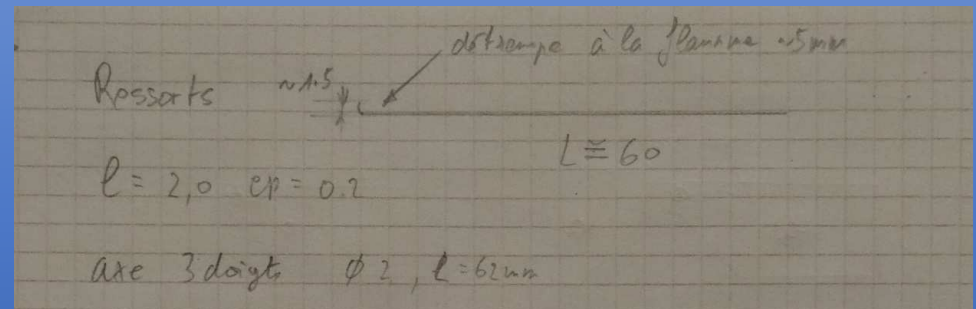 détrempe à la flamme ~5mm
Ressorts ~1.5
L ≅ 60
l = 2,0 ep = 0.2
axe 3 doigts ϕ 2, l = 62mm